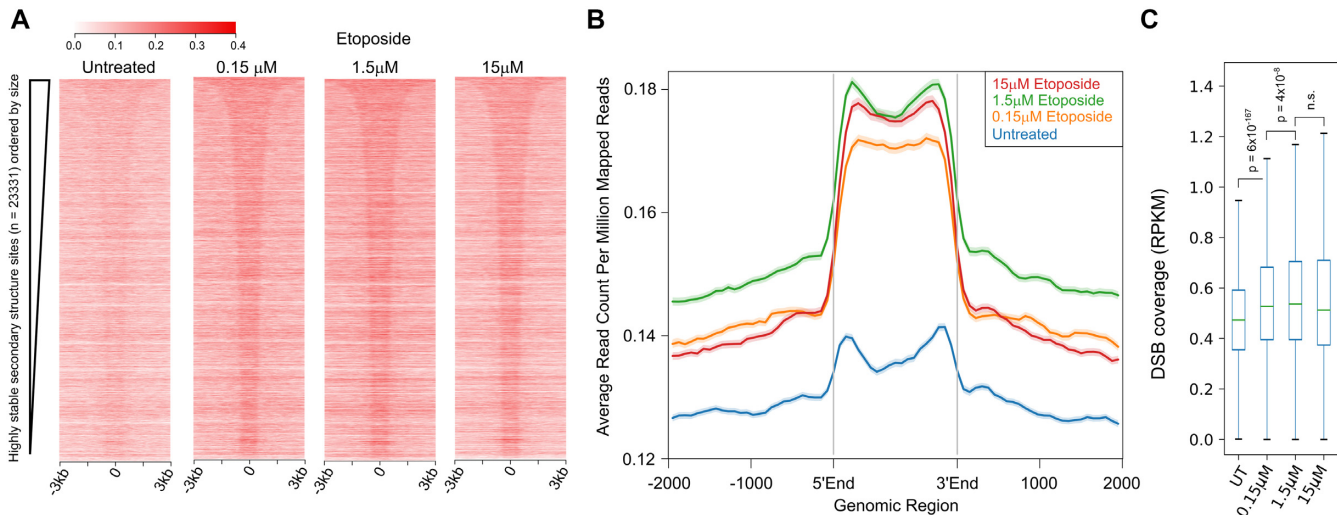 A
0.0 0.1 0.2 0.3 0.4
Etoposide
Untreated 0.15 μM 1.5μM 15μM
Highly stable secondary structure sites (n = 23331) ordered by size
-3kb 0 3kb -3kb 0 3kb -3kb 0 3kb -3kb 0 3kb
B
Average Read Count Per Million Mapped Reads
0.18
0.16
0.14
0.12
15μM Etoposide
1.5μM Etoposide
0.15μM Etoposide
Untreated
-2000 -1000 5'End 3'End 1000 2000
Genomic Region
C
DSB coverage (RPKM)
1.4
1.2
1.0
0.8
0.6
0.4
0.2
0.0
p = 6x10-167
p = 4x10-8
n.s.
UT 0.15μM 1.5μM 15μM